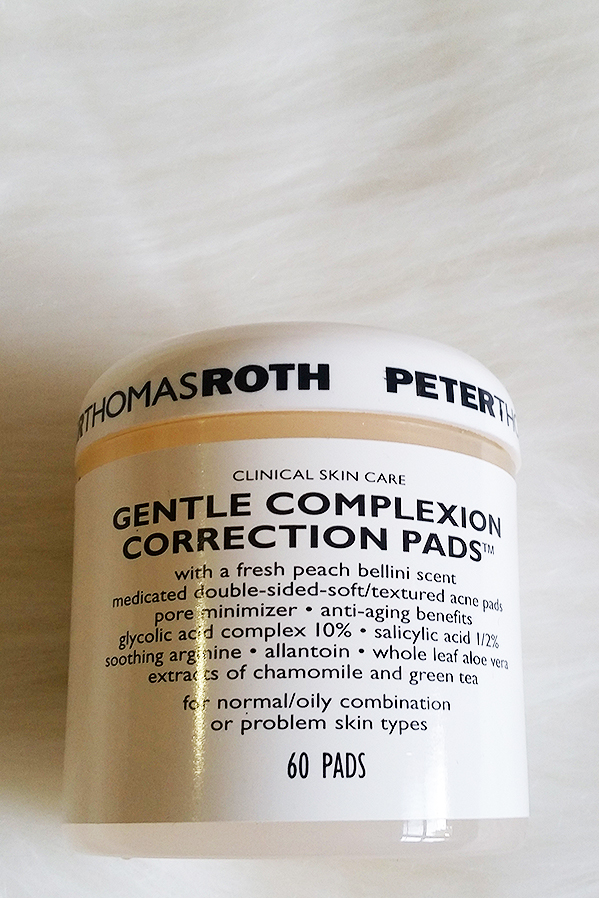 RTHOMASROTH PETERTHO
CLINICAL SKIN CARE
GENTLE COMPLEXION
CORRECTION PADS™
with a fresh peach bellini scent
medicated double-sided-soft/textured acne pads
pore minimizer • anti-aging benefits
glycolic acid complex 10% • salicylic acid 1/2%
soothing arginine • allantoin • whole leaf aloe vera
extracts of chamomile and green tea
for normal/oily combination
or problem skin types
60 PADS